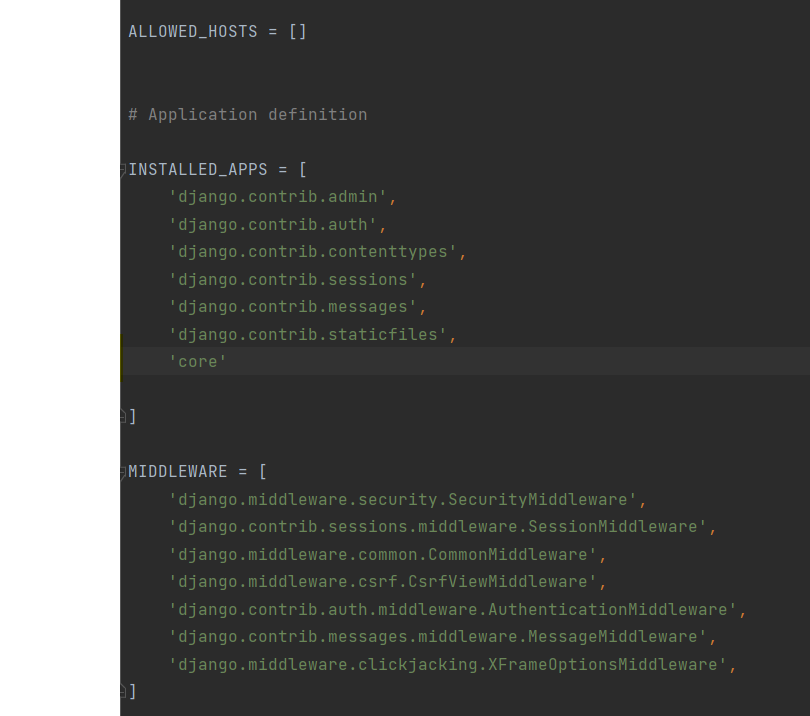 ALLOWED_HOSTS = []
# Application definition
INSTALLED_APPS = [
    'django.contrib.admin',
    'django.contrib.auth',
    'django.contrib.contenttypes',
    'django.contrib.sessions',
    'django.contrib.messages',
    'django.contrib.staticfiles',
    'core'
]
MIDDLEWARE = [
    'django.middleware.security.SecurityMiddleware',
    'django.contrib.sessions.middleware.SessionMiddleware',
    'django.middleware.common.CommonMiddleware',
    'django.middleware.csrf.CsrfViewMiddleware',
    'django.contrib.auth.middleware.AuthenticationMiddleware',
    'django.contrib.messages.middleware.MessageMiddleware',
    'django.middleware.clickjacking.XFrameOptionsMiddleware',
]